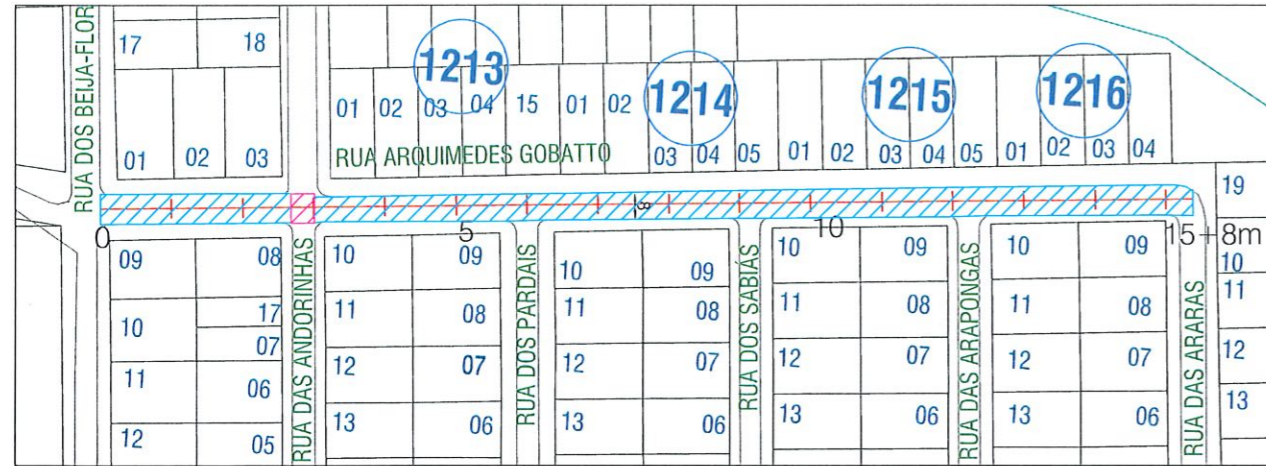 RUA DOS BEIJA-FLOR
17 18
1213 1214 1215 1216
01 02 03 04 15 01 02
01 02 03
RUA ARQUIMEDES GOBATTO
03 04 05 01 02 03 04 05 01 02 03 04
19
8
0 5 10 15+8m
09 08
10 09
10 09
10 09
10 09
10
RUA DAS ANDORINHAS
RUA DOS PARDAIS
RUA DOS SABIÁS
RUA DAS ARAPONGAS
RUA DAS ARARAS
17
10 07
11 08
11 08
11 08
11 08
11
11 06
12 07
12 07
12 07
12 07
12
12 05
13 06
13 06
13 06
13 06
13